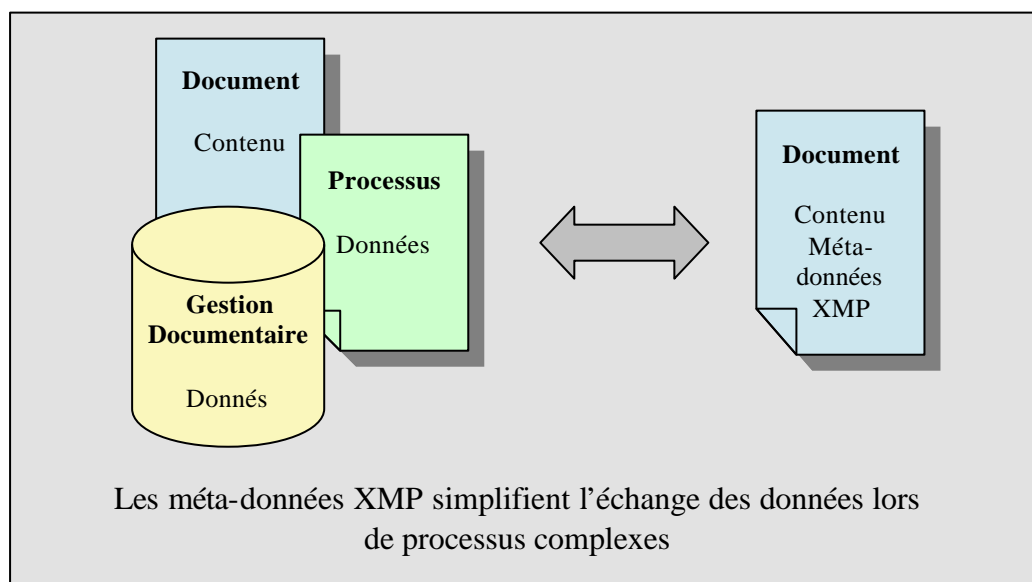 Document
Contenu
Processus
Données
Gestion
Documentaire
Donnés
Document
Contenu
Méta-
données
XMP
Les méta-données XMP simplifient l'échange des données lors
de processus complexes